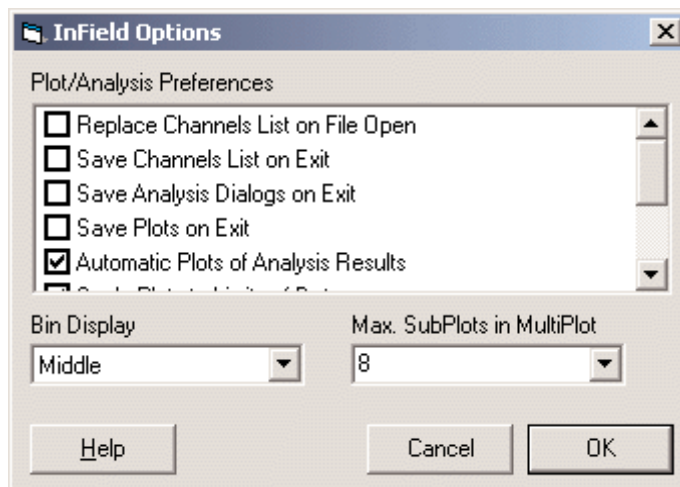 InField Options
Plot/Analysis Preferences
Replace Channels List on File Open
Save Channels List on Exit
Save Analysis Dialogs on Exit
Save Plots on Exit
Automatic Plots of Analysis Results
Bin Display
Max. SubPlots in MultiPlot
Middle
8
Help
Cancel
OK